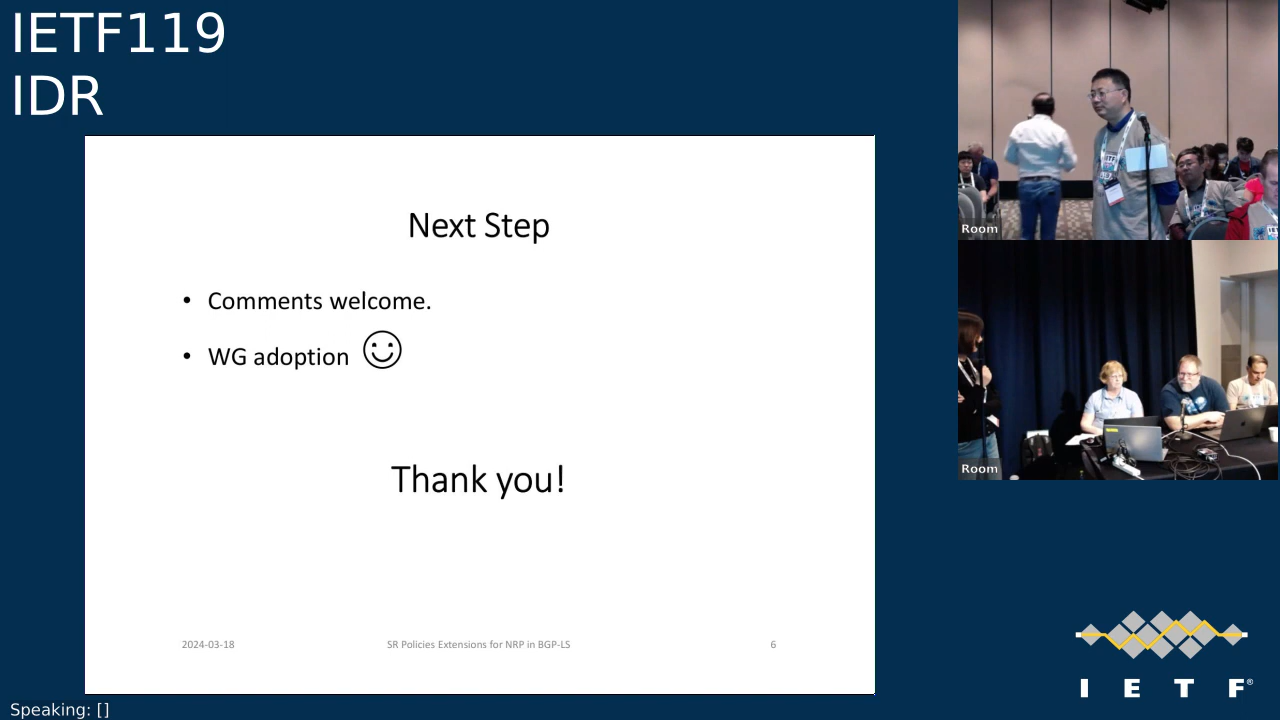 IETF119
IDR
Next Step
• Comments welcome.
• WG adoption
Thank you!
2024-03-18
SR Policies Extensions for NRP in BGP-LS
6
Room
Room
I E T F®
Speaking: []